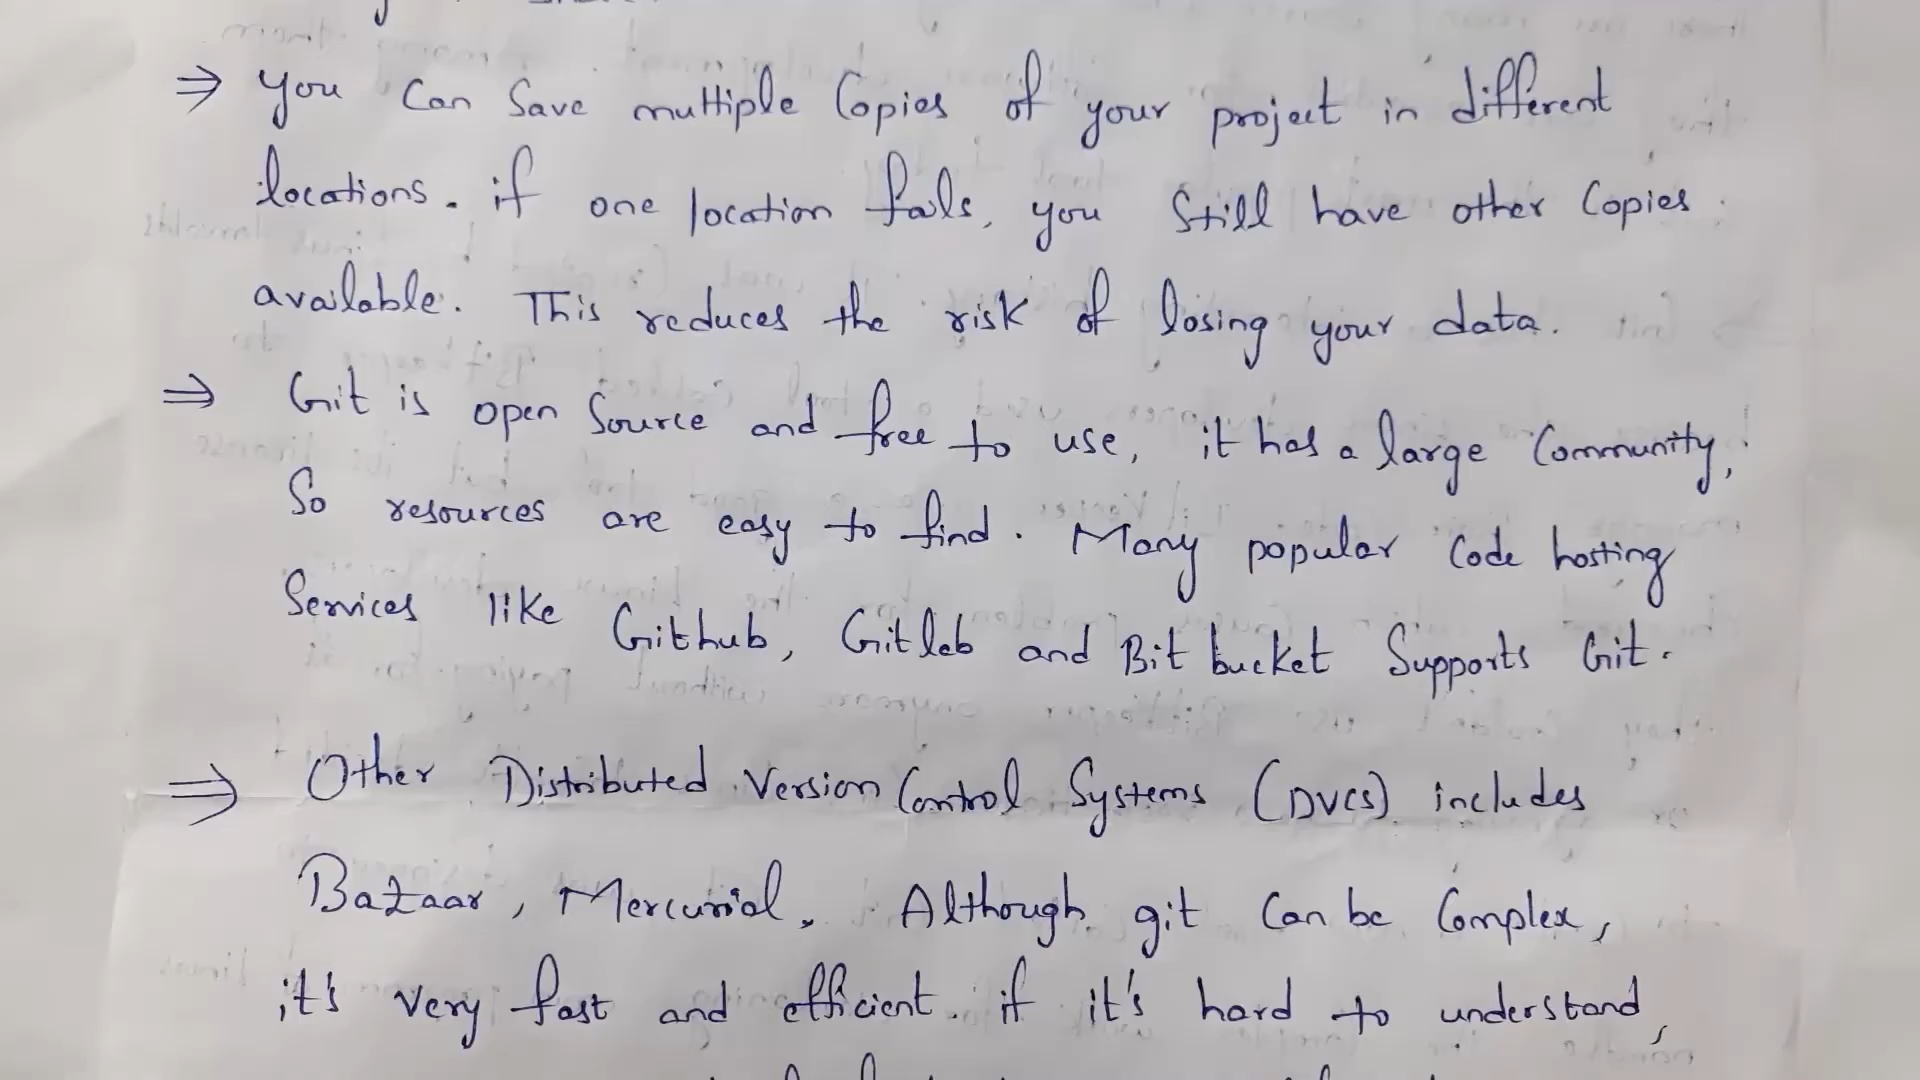 ⇒ you can save multiple copies of your project in different
locations. if one location fails, you still have other copies
available. This reduces the risk of losing your data.
⇒ Git is open source and free to use, it has a large community,
So resources are easy to find. Many popular code hosting
Services like Github, Gitlab and Bit bucket Supports Git.
⇒ Other Distributed Version Control Systems (DVCS) includes
Bazaar, Mercurial. Although git can be complex,
it's very fast and efficient. if it's hard to understand,